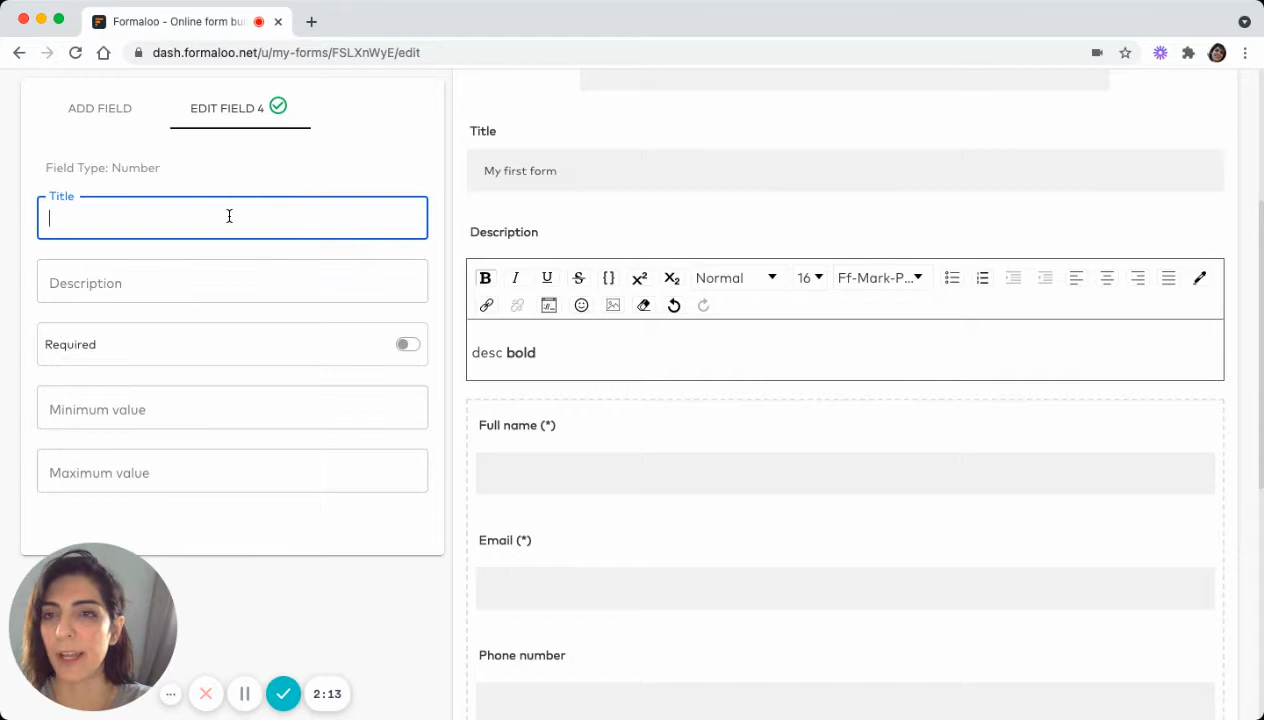 Formaloo - Online form bu
dash.formaloo.net/u/my-forms/FSLXnWyE/edit
ADD FIELD
EDIT FIELD 4
Field Type: Number
Title
Description
Required
Minimum value
Maximum value
2:13
Title
My first form
Description
B I U S {} X² X₂ Normal 16 Ff-Mark-P...
desc bold
Full name (*)
Email (*)
Phone number